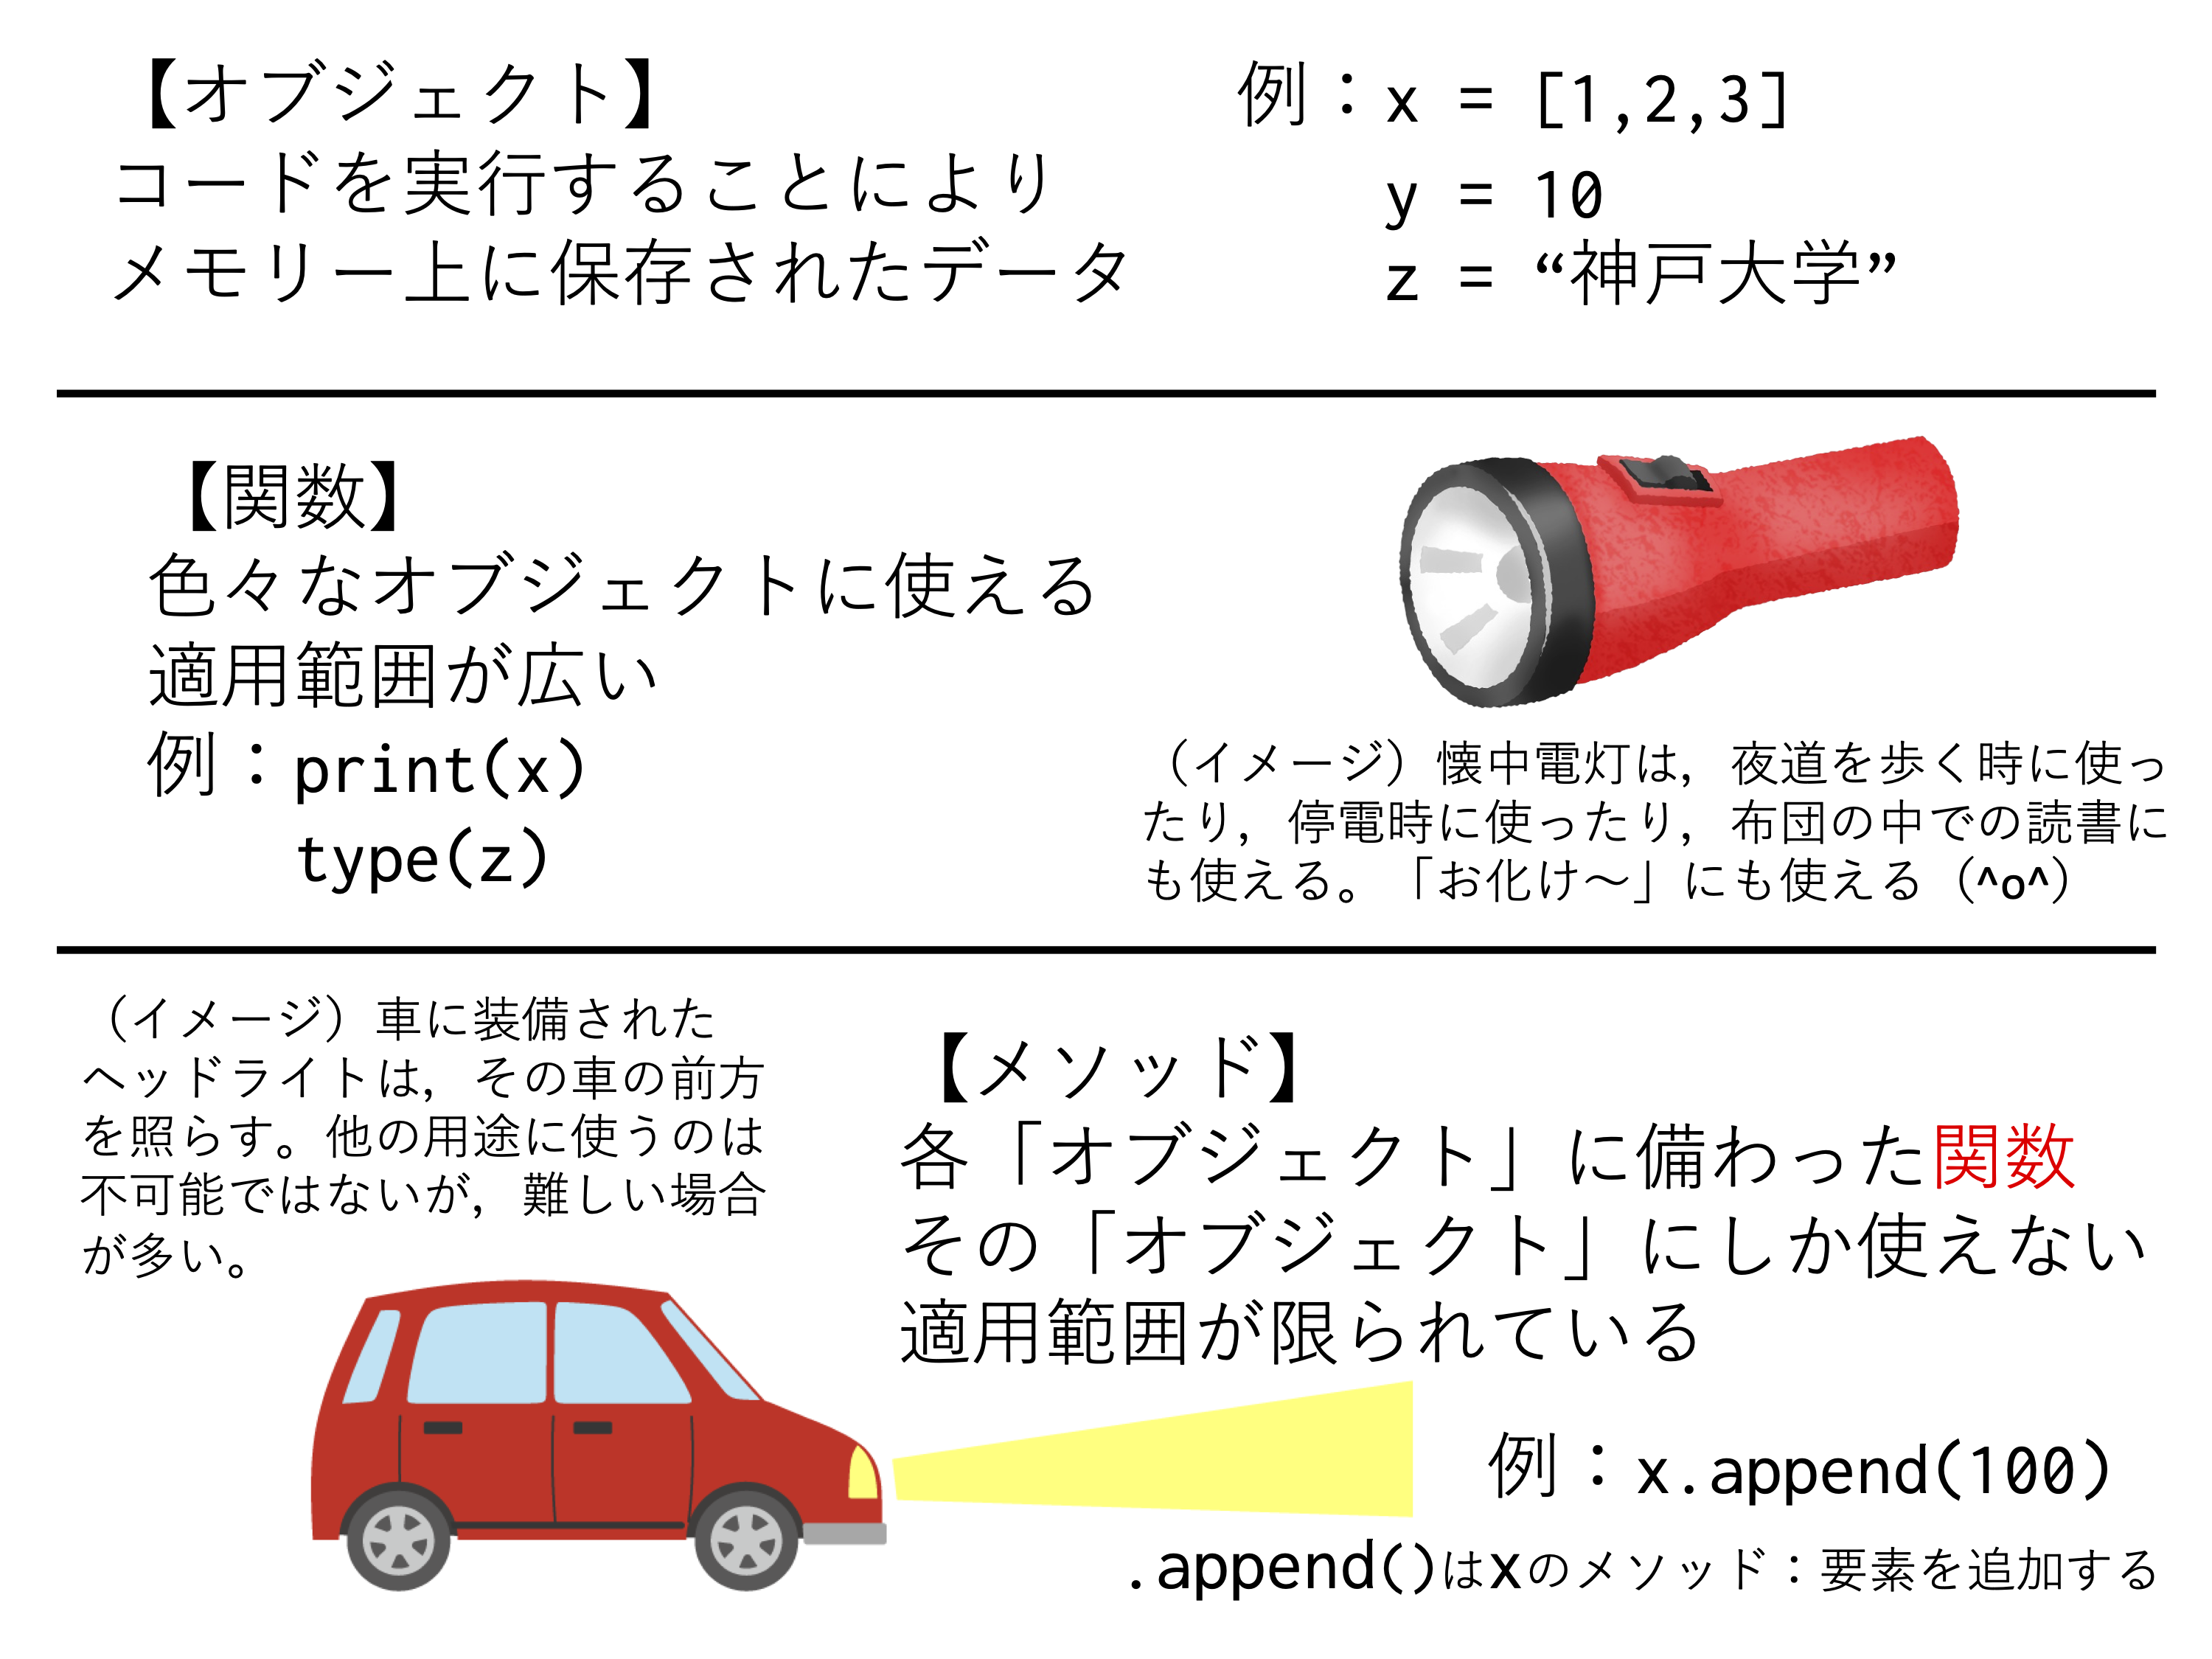 【オブジェクト】
コードを実行することにより
メモリー上に保存されたデータ
例：x = [1,2,3]
y = 10
z = “神戸大学”
【関数】
色々なオブジェクトに使える
適用範囲が広い
例：print(x)
type(z)
（イメージ）懐中電灯は，夜道を歩く時に使っ
たり，停電時に使ったり，布団の中での読書に
も使える。「お化け〜」にも使える（^o^）
（イメージ）車に装備された
ヘッドライトは，その車の前方
を照らす。他の用途に使うのは
不可能ではないが，難しい場合
が多い。
【メソッド】
各「オブジェクト」に備わった関数
その「オブジェクト」にしか使えない
適用範囲が限られている
例：x.append(100)
.append()はxのメソッド：要素を追加する